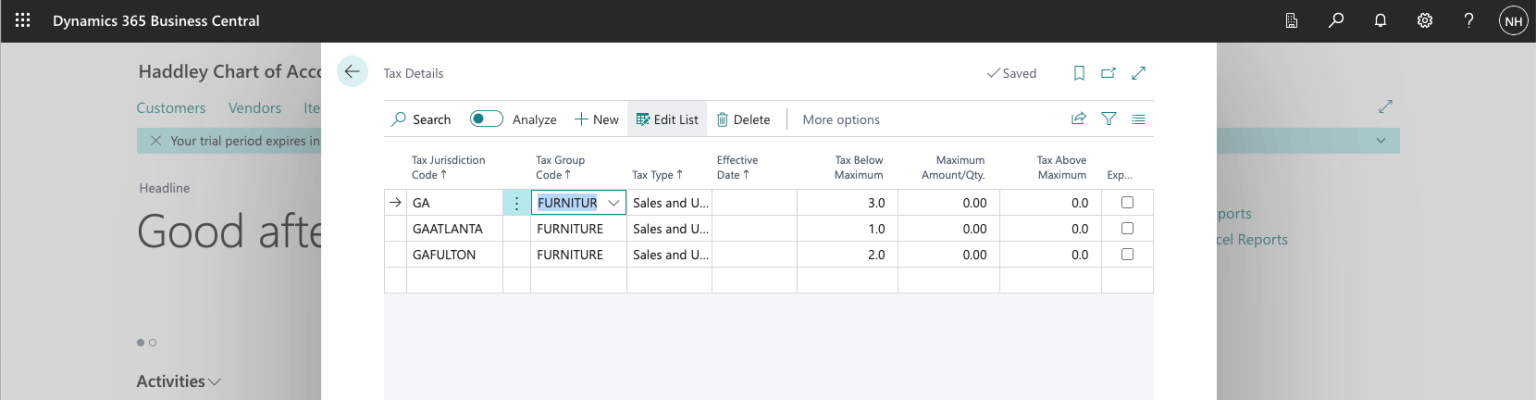 Dynamics 365 Business Central
NH
Haddley Chart of Acco
Tax Details
Saved
Customers Vendors Ite
Search Analyze New Edit List Delete More options
Your trial period expires in
Tax Jurisdiction Code ↑
Tax Group Code ↑
Tax Type ↑
Effective Date ↑
Tax Below Maximum
Maximum Amount/Qty.
Tax Above Maximum
Exp...
Headline
Good afte
GA FURNITUR Sales and U... 3.0 0.00 0.0
GAATLANTA FURNITURE Sales and U... 1.0 0.00 0.0
GAFULTON FURNITURE Sales and U... 2.0 0.00 0.0
ports
cel Reports
Activities